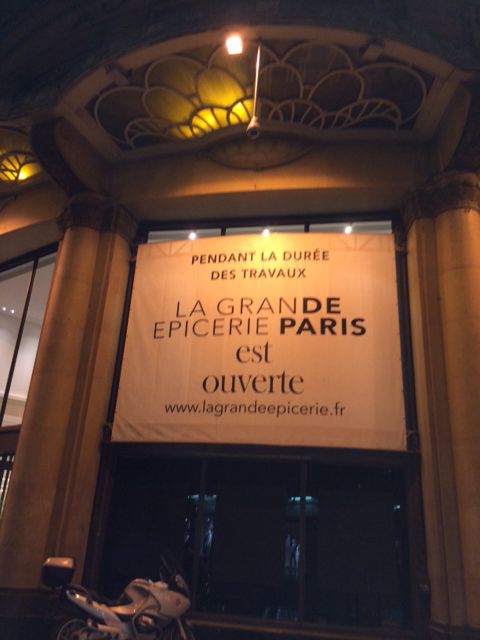 PENDANT LA DURÉE
DES TRAVAUX
LA GRANDE
EPICERIE PARIS
est
ouverte
www.lagrandeepicerie.fr